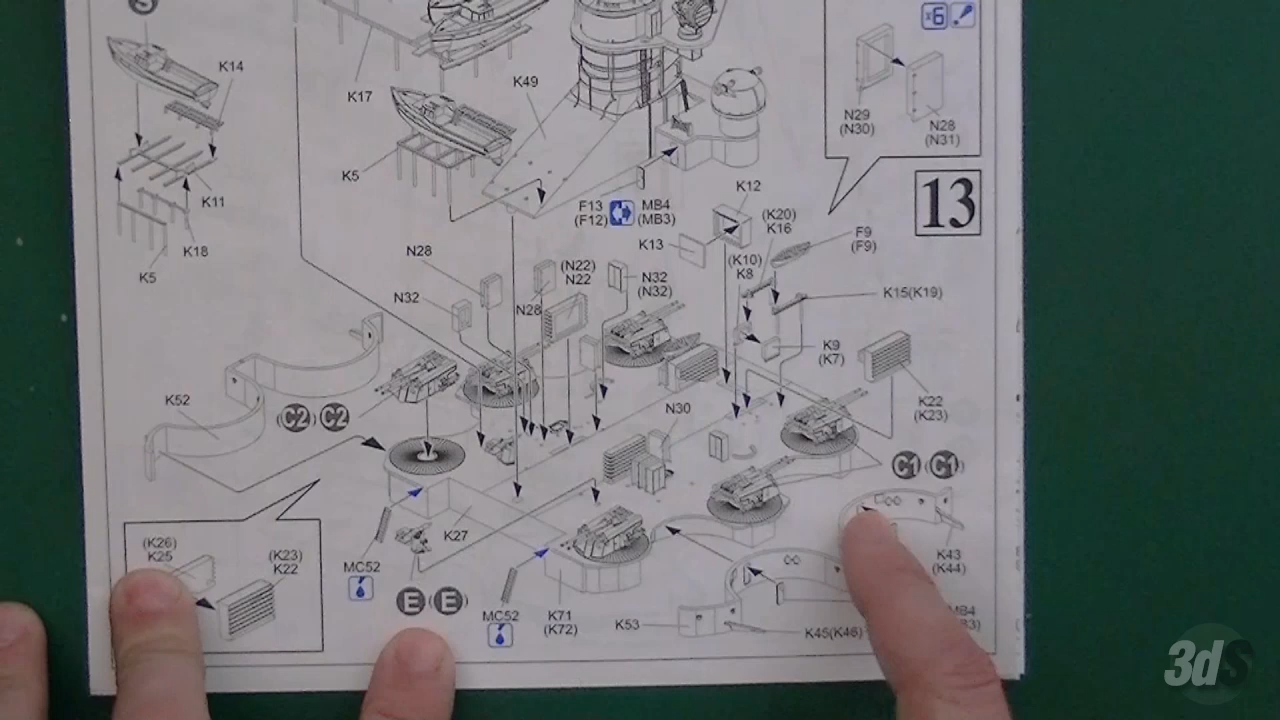 x6
K14
K17
K49
N29
(N30)
N28
(N31)
K5
K11
K18
K5
F13
(F12)
MB4
(MB3)
K12
13
K13
(K20)
K16
F9
(F9)
N28
(N22)
N22
N32
(N32)
(K10)
K8
N32
N28
K15(K19)
K9
(K7)
K52
(C2) C2
K22
(K23)
N30
C1 (C1)
K27
(K26)
K25
(K23)
K22
MC52
E (E)
MC52
K71
(K72)
K53
K43
(K44)
K45(K46)
3dS